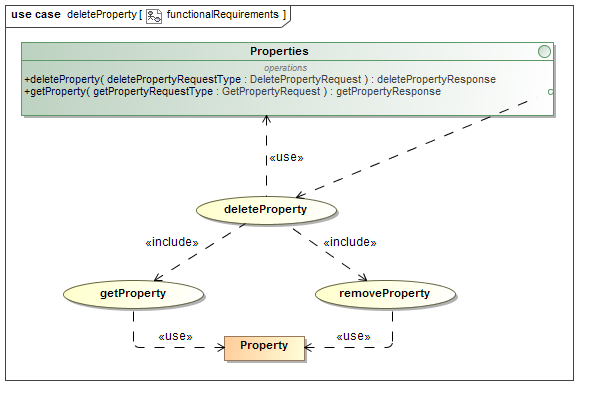 use case deleteProperty [ functionalRequirements ]
Properties
operations
+deleteProperty( deletePropertyRequestType : DeletePropertyRequest ) : deletePropertyResponse
+getProperty( getPropertyRequestType : GetPropertyRequest ) : getPropertyResponse
«use»
deleteProperty
«include» «include»
getProperty removeProperty
«use» «use»
Property